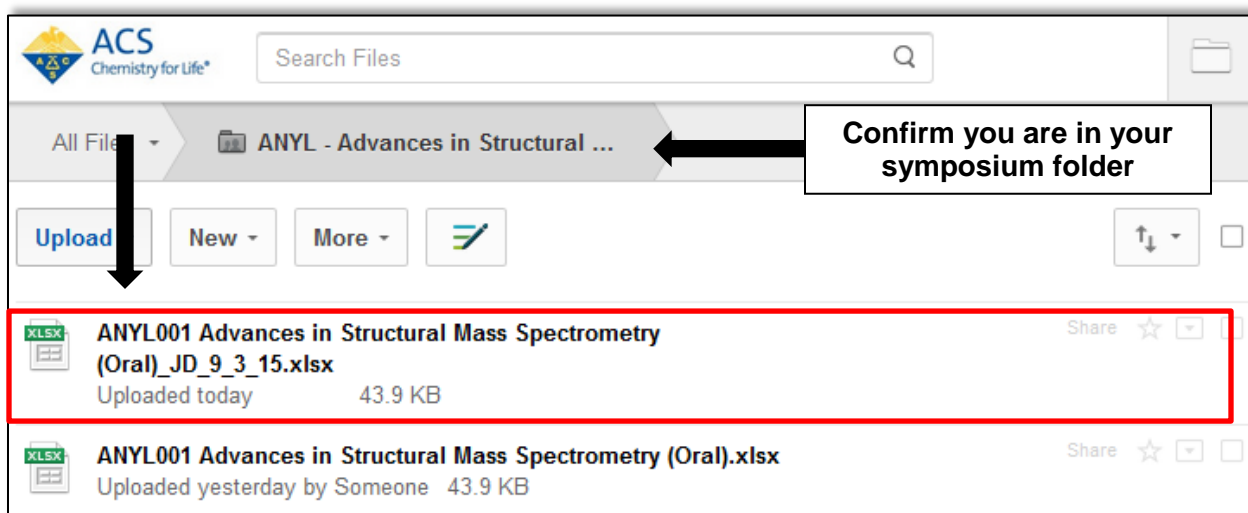 ACS
Chemistry for Life®
Search Files
All File
ANYL - Advances in Structural ...
Confirm you are in your
symposium folder
Upload
New
More
XLSX
ANYL001 Advances in Structural Mass Spectrometry
(Oral)_JD_9_3_15.xlsx
Share
Uploaded today 43.9 KB
XLSX
ANYL001 Advances in Structural Mass Spectrometry (Oral).xlsx
Share
Uploaded yesterday by Someone 43.9 KB